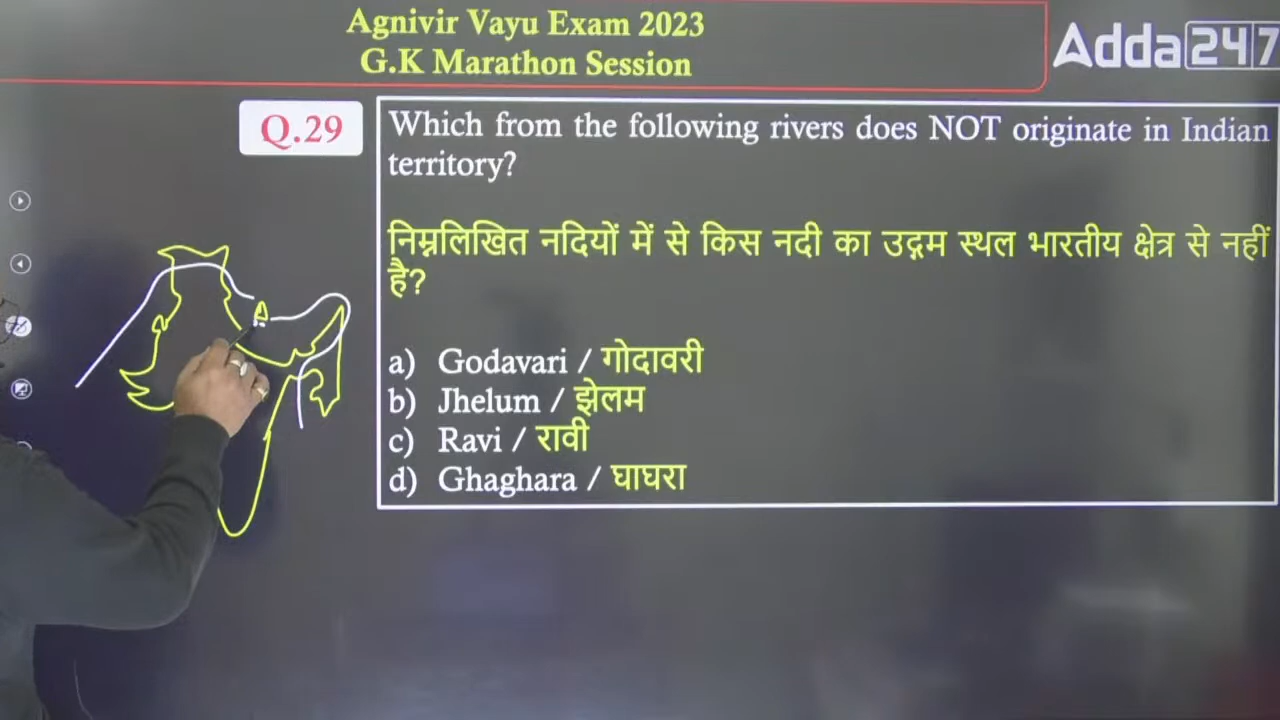 Agnivir Vayu Exam 2023
G.K Marathon Session
Adda247
Q.29
Which from the following rivers does NOT originate in Indian
territory?
निम्नलिखित नदियों में से किस नदी का उद्गम स्थल भारतीय क्षेत्र से नहीं
है?
a) Godavari / गोदावरी
b) Jhelum / झेलम
c) Ravi / रावी
d) Ghaghara / घाघरा